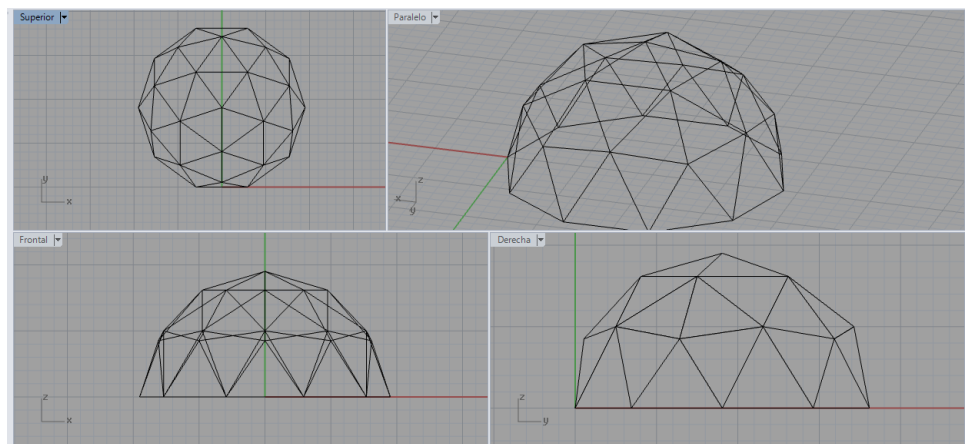 Superior
Paralelo
y
x
z
x
y
Frontal
Derecha
z
x
z
y